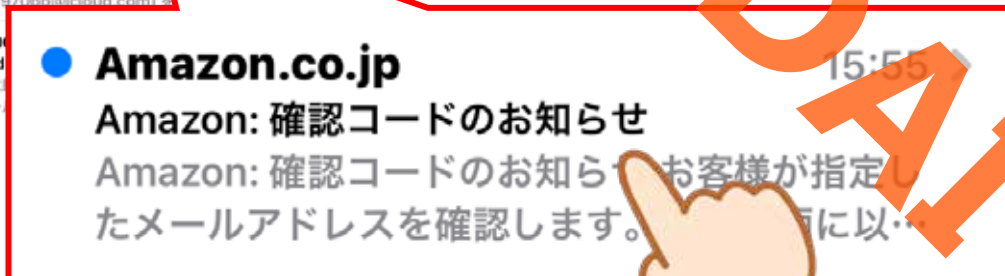 Amazon.co.jp
15:55
Amazon: 確認コードのお知らせ
Amazon: 確認コードのお知ら お客様が指定し
たメールアドレスを確認します。 に以…
DAI